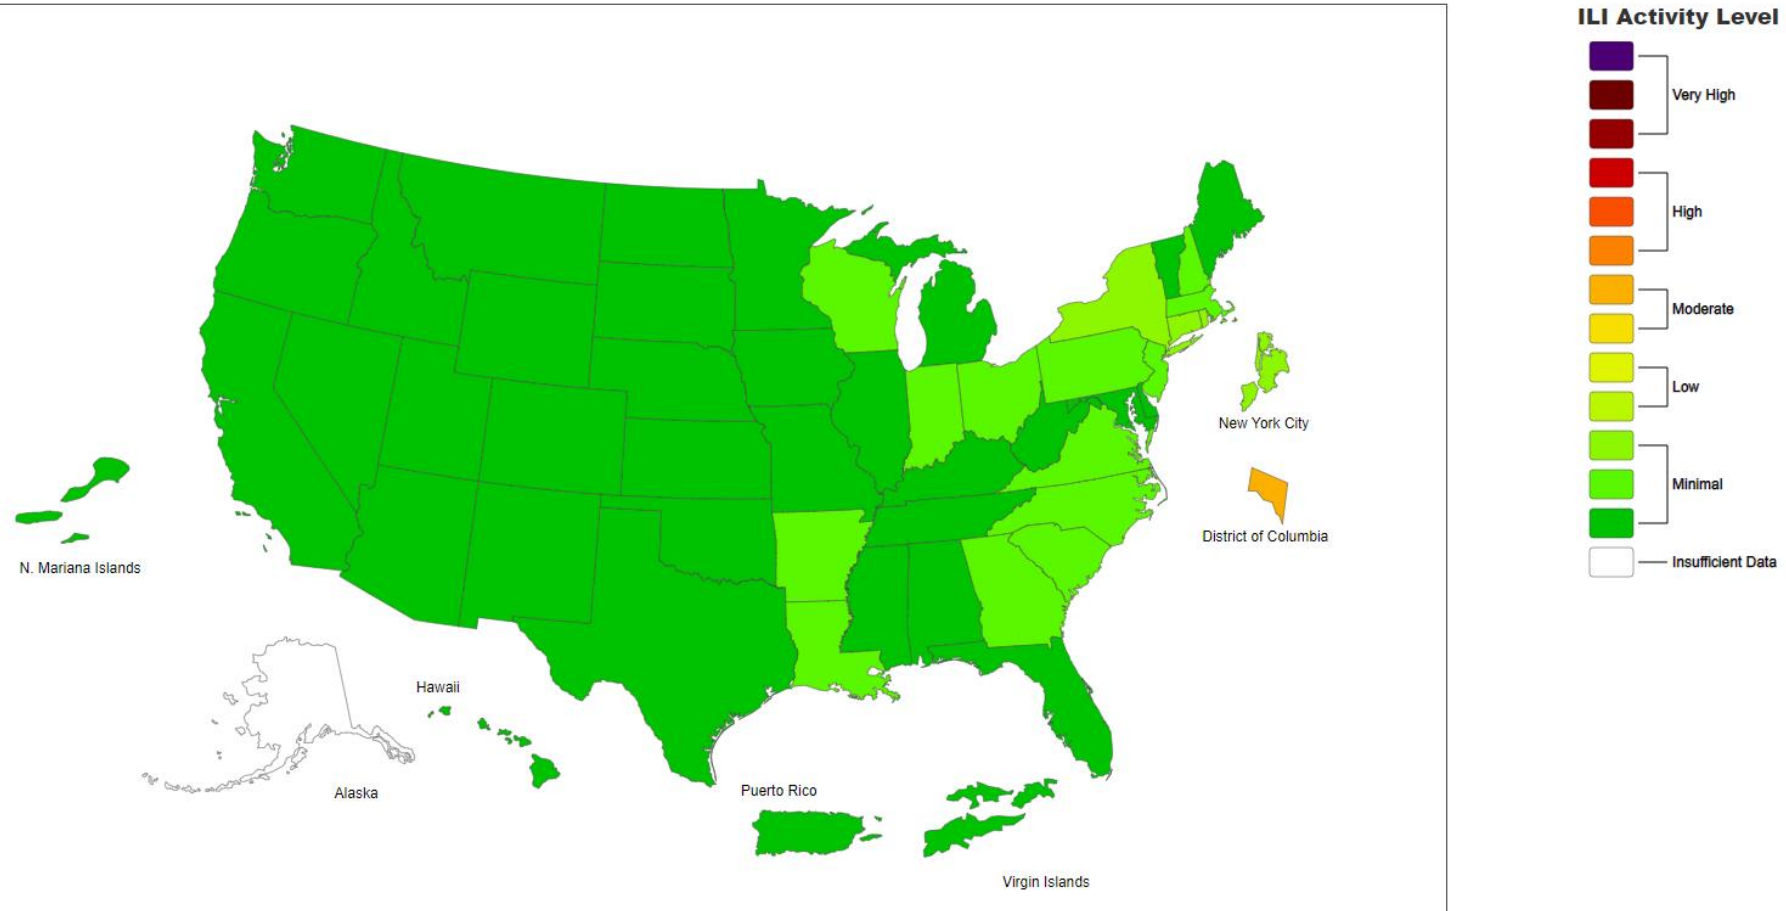 ILI Activity Level
Very High
High
Moderate
Low
Minimal
Insufficient Data
New York City
District of Columbia
N. Mariana Islands
Hawaii
Alaska
Puerto Rico
Virgin Islands